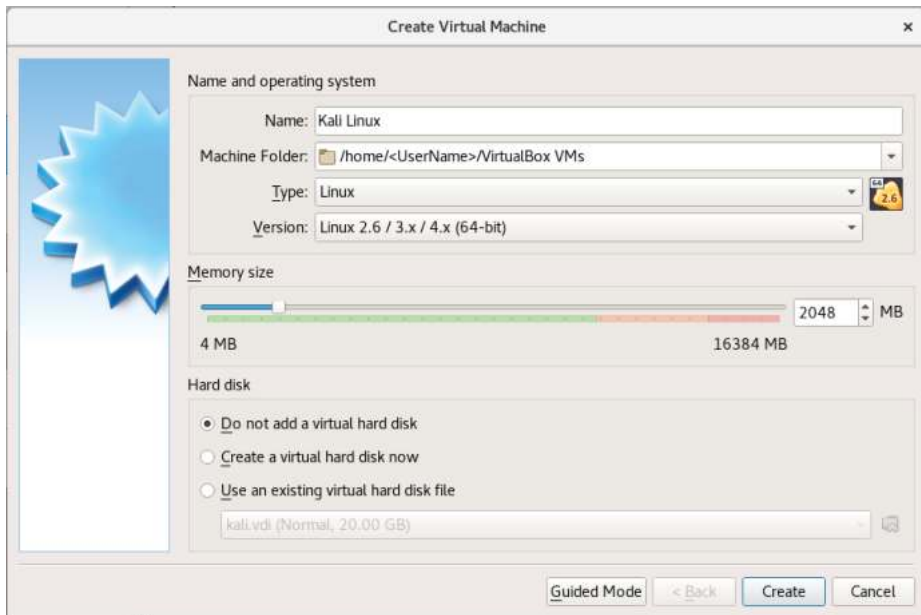 Create Virtual Machine
Name and operating system
Name: Kali Linux
Machine Folder: /home/<UserName>/VirtualBox VMs
Type: Linux
64
2.6
Version: Linux 2.6 / 3.x / 4.x (64-bit)
Memory size
2048 MB
4 MB 16384 MB
Hard disk
Do not add a virtual hard disk
Create a virtual hard disk now
Use an existing virtual hard disk file
kali.vdi (Normal, 20.00 GB)
Guided Mode < Back Create Cancel